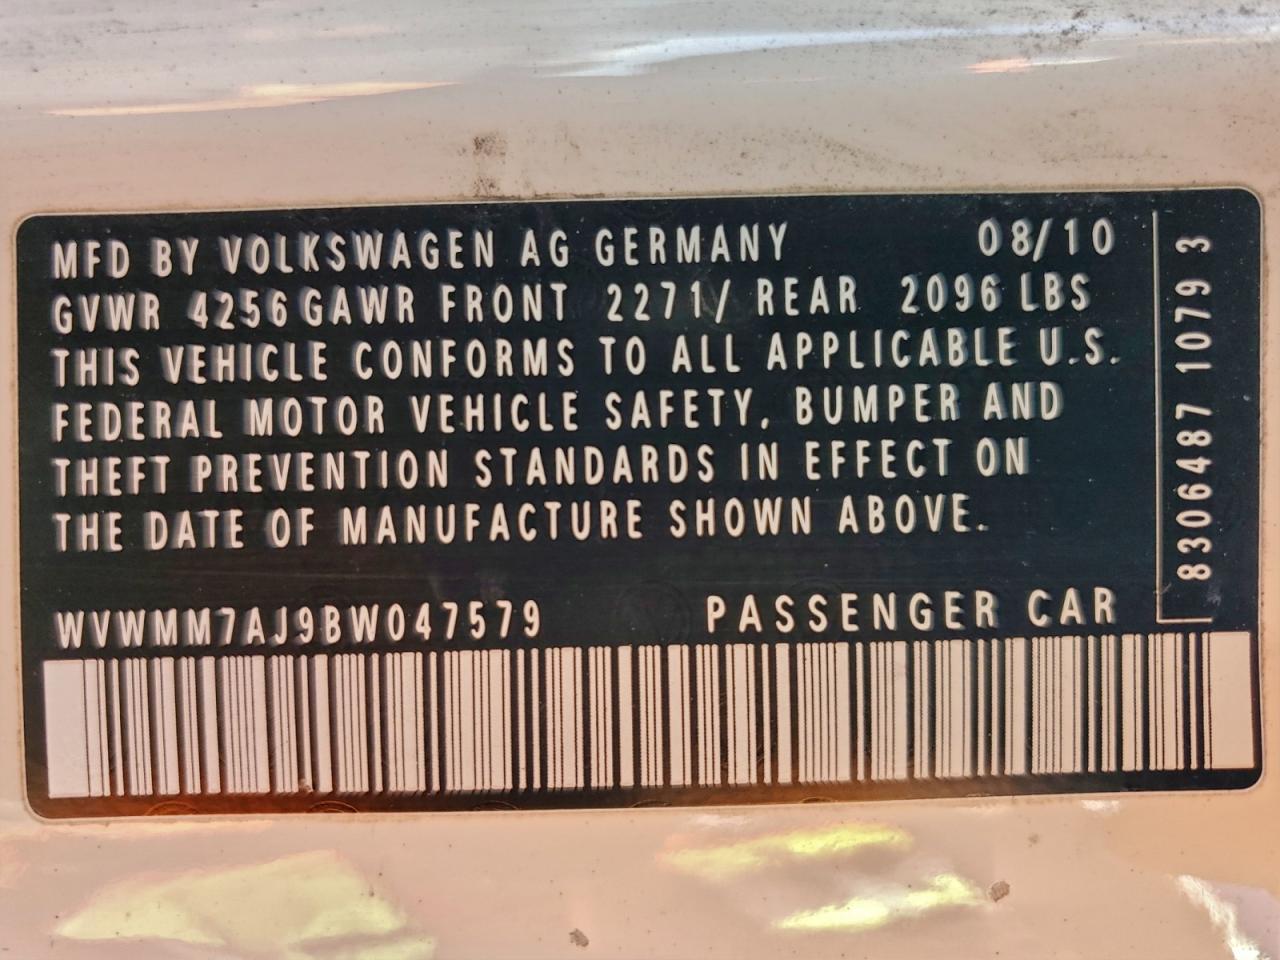 MFD BY VOLKSWAGEN AG GERMANY 08/10
GVWR 4256 GAWR FRONT 2271/ REAR 2096 LBS
THIS VEHICLE CONFORMS TO ALL APPLICABLE U.S.
FEDERAL MOTOR VEHICLE SAFETY, BUMPER AND
THEFT PREVENTION STANDARDS IN EFFECT ON
THE DATE OF MANUFACTURE SHOWN ABOVE.
WVWMM7AJ9BW047579 PASSENGER CAR
8306487 1079 3